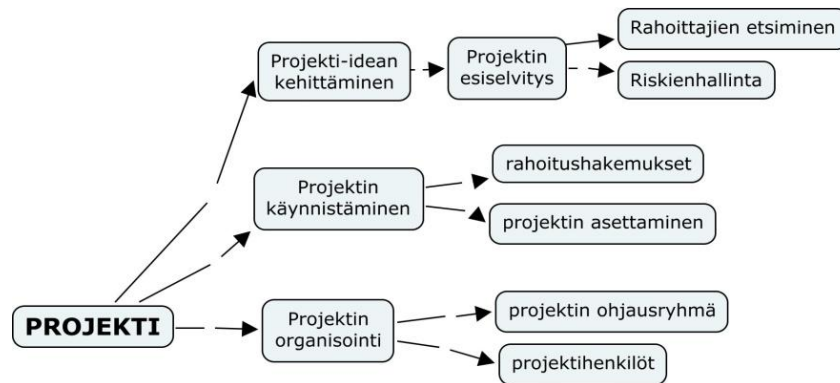 Projekti-idean
kehittäminen
Projektin
esiselvitys
Rahoittajien etsiminen
Riskienhallinta
Projektin
käynnistäminen
rahoitushakemukset
projektin asettaminen
PROJEKTI
Projektin
organisointi
projektin ohjausryhmä
projektihenkilöt